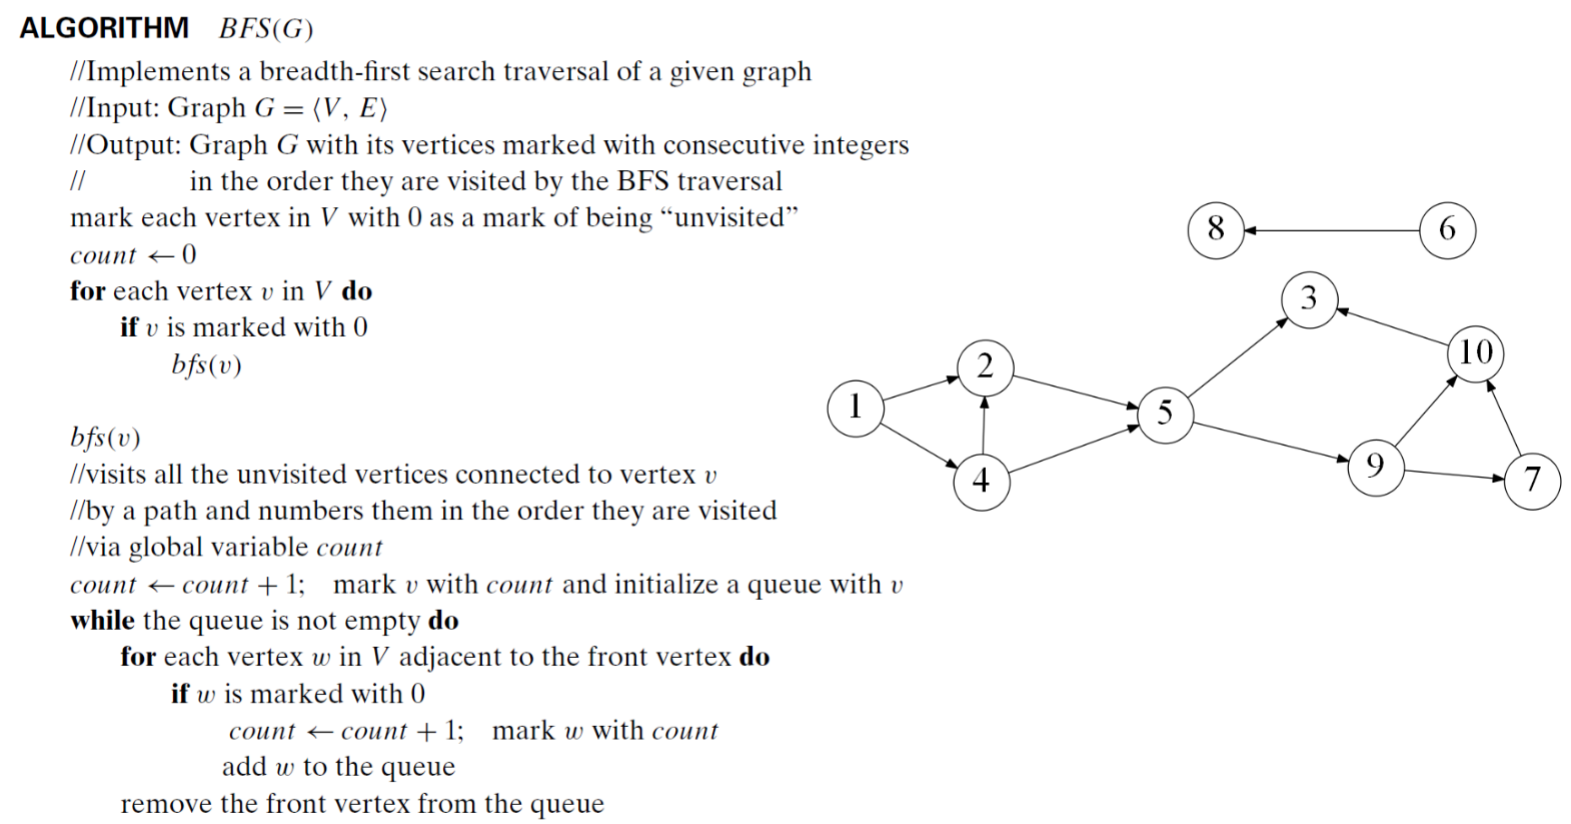 ALGORITHM BFS(G)
//Implements a breadth-first search traversal of a given graph
//Input: Graph G = ⟨V, E⟩
//Output: Graph G with its vertices marked with consecutive integers
// in the order they are visited by the BFS traversal
mark each vertex in V with 0 as a mark of being “unvisited”
count ← 0
for each vertex v in V do
if v is marked with 0
bfs(v)
bfs(v)
//visits all the unvisited vertices connected to vertex v
//by a path and numbers them in the order they are visited
//via global variable count
count ← count + 1; mark v with count and initialize a queue with v
while the queue is not empty do
for each vertex w in V adjacent to the front vertex do
if w is marked with 0
count ← count + 1; mark w with count
add w to the queue
remove the front vertex from the queue
8
6
3
10
2
1
5
9
4
7